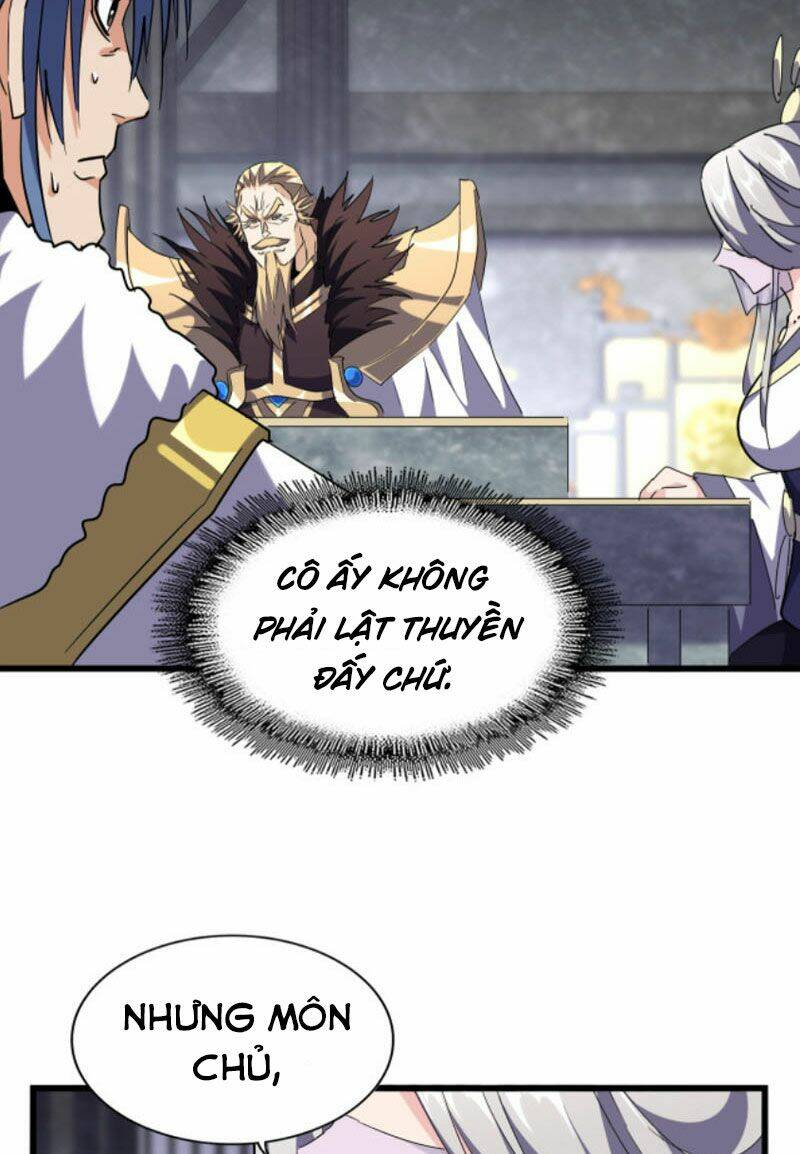 CÔ ẤY KHÔNG
PHẢI LẬT THUYỀN
ĐẤY CHỨ.
NHƯNG MÔN
CHỦ,